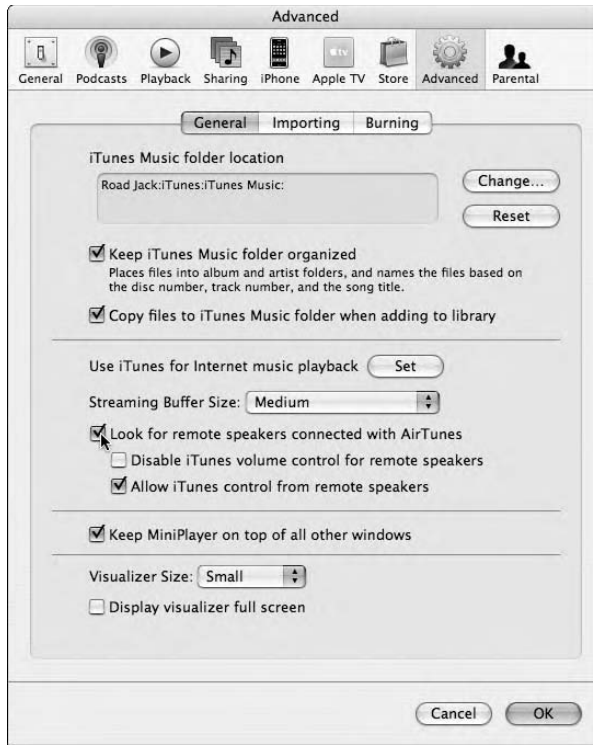 Advanced
General Podcasts Playback Sharing iPhone Apple TV Store Advanced Parental
General Importing Burning
iTunes Music folder location
Road Jack:iTunes:iTunes Music:
Change...
Reset
Keep iTunes Music folder organized
Places files into album and artist folders, and names the files based on
the disc number, track number, and the song title.
Copy files to iTunes Music folder when adding to library
Use iTunes for Internet music playback Set
Streaming Buffer Size: Medium
Look for remote speakers connected with AirTunes
Disable iTunes volume control for remote speakers
Allow iTunes control from remote speakers
Keep MiniPlayer on top of all other windows
Visualizer Size: Small
Display visualizer full screen
Cancel OK